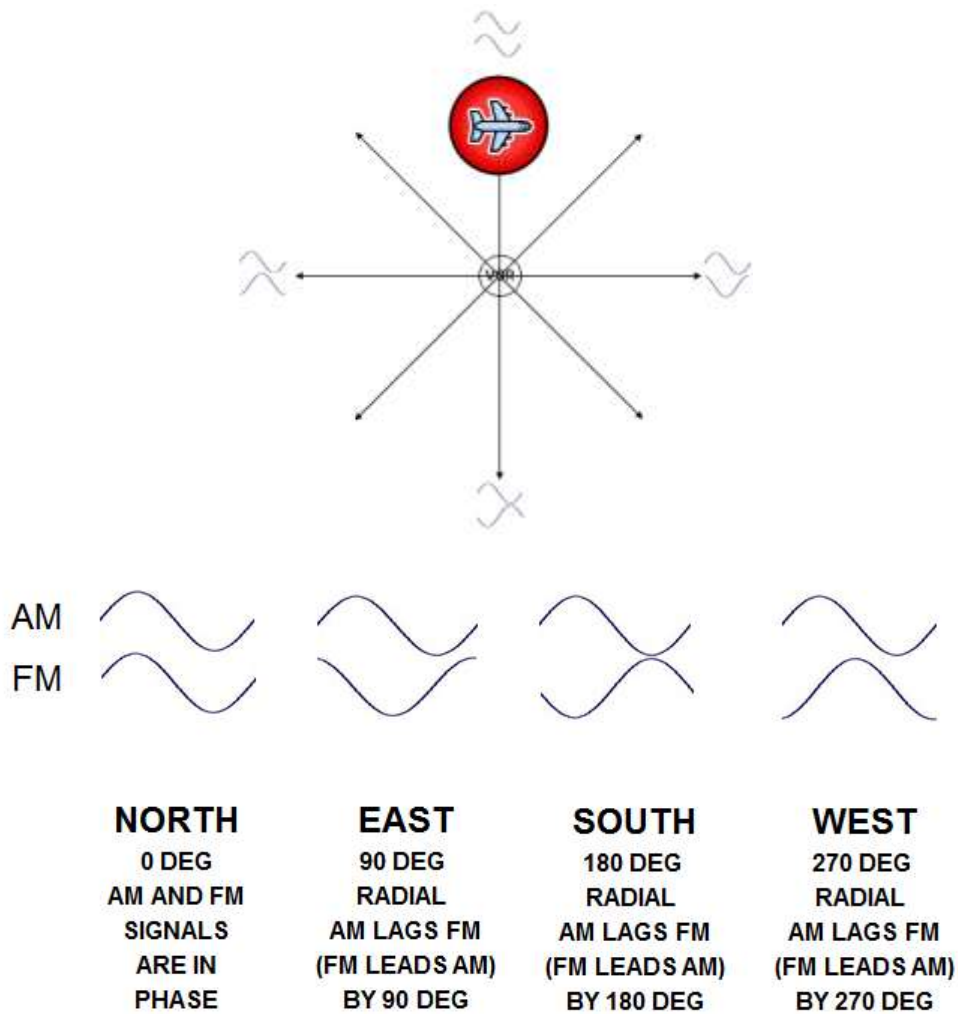 VOR
AM
FM
NORTH
0 DEG
AM AND FM
SIGNALS
ARE IN
PHASE
EAST
90 DEG
RADIAL
AM LAGS FM
(FM LEADS AM)
BY 90 DEG
SOUTH
180 DEG
RADIAL
AM LAGS FM
(FM LEADS AM)
BY 180 DEG
WEST
270 DEG
RADIAL
AM LAGS FM
(FM LEADS AM)
BY 270 DEG